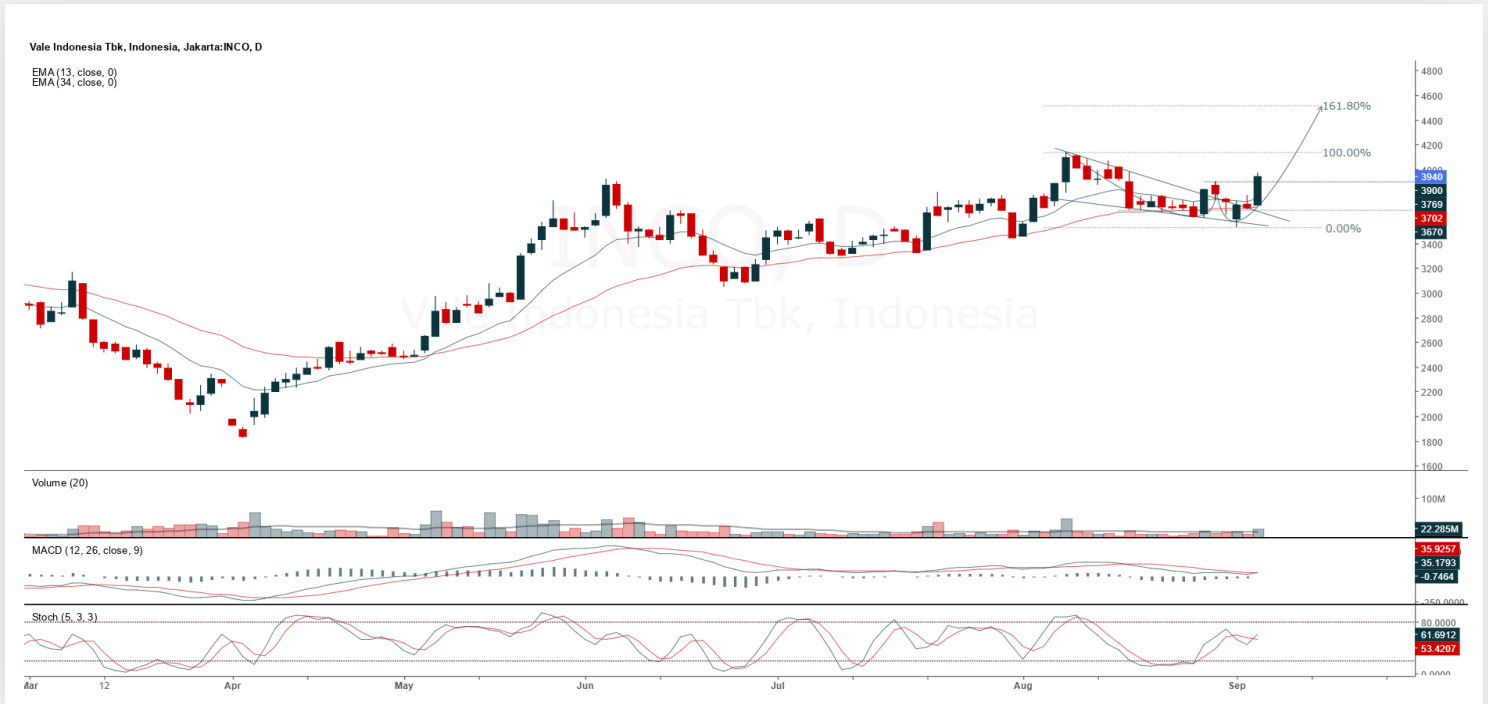 Vale Indonesia Tbk, Indonesia, Jakarta:INCO, D
EMA (13, close, 0)
EMA (34, close, 0)
INCO, D
Vale Indonesia Tbk, Indonesia
161.80%
100.00%
0.00%
4800
4600
4400
4200
4000
3940
3900
3769
3702
3670
3400
3200
3000
2800
2600
2400
2200
2000
1800
1600
Volume (20)
100M
22.285M
MACD (12, 26, close, 9)
35.9257
35.1793
-0.7464
-250.0000
Stoch (5, 3, 3)
80.0000
61.6912
53.4207
0.0000
Mar 12 Apr May Jun Jul Aug Sep